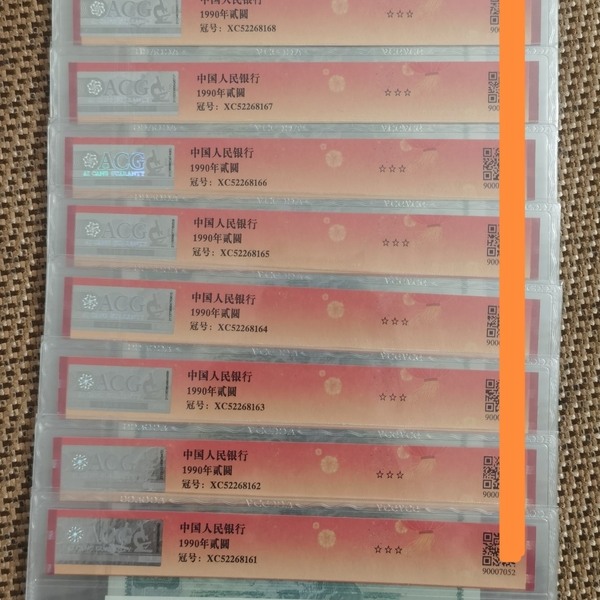 中国人民银行
1990年贰圆
冠号：XC52268168
☆☆☆
90
ACG
中国人民银行
1990年贰圆
冠号：XC52268167
☆☆☆
900
ACG
中国人民银行
1990年贰圆
冠号：XC52268166
☆☆☆
900
ACG
中国人民银行
1990年贰圆
冠号：XC52268165
☆☆☆
900
ACG
中国人民银行
1990年贰圆
冠号：XC52268164
☆☆☆
900
ACG
中国人民银行
1990年贰圆
冠号：XC52268163
☆☆☆
900
ACG
中国人民银行
1990年贰圆
冠号：XC52268162
☆☆☆
900
中国人民银行
1990年贰圆
冠号：XC52268161
☆☆☆
90007052